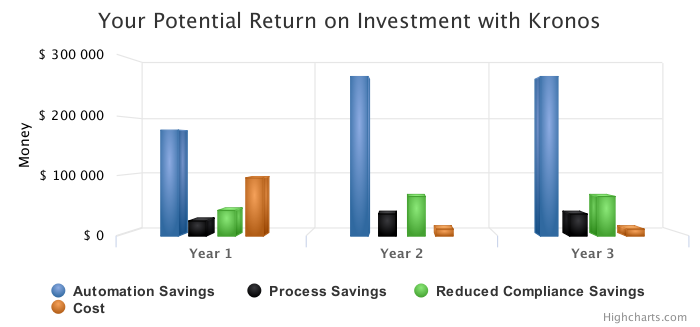 Your Potential Return on Investment with Kronos
$ 300 000
$ 200 000
$ 100 000
$ 0
Money
Year 1
Year 2
Year 3
Automation Savings
Process Savings
Reduced Compliance Savings
Cost
Highcharts.com